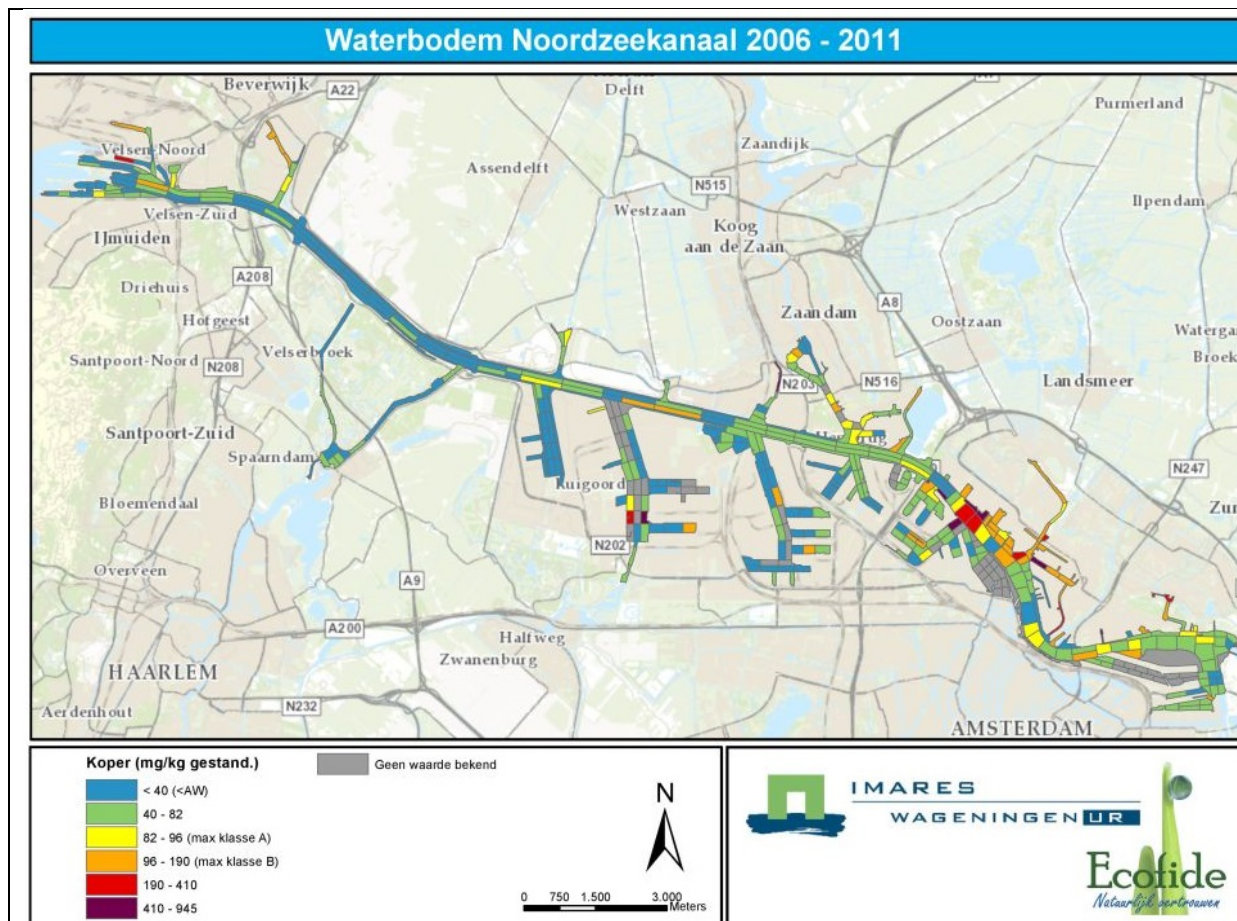 Waterbodem Noordzeekanaal 2006 - 2011
Beverwijk
A22
Delft
Purmerland
Velsen-Noord
Zaandijk
Assendelft
N515
Westzaan
Ilpendam
Velsen-Zuid
Koog
aan de Zaan
IJmuiden
A208
Driehuis
A8
Hofgeest
Zaandam
Oostzaan
Velserbroek
Santpoort-Noord
N208
N203
N516
Landsmeer
Broek
Santpoort-Zuid
Spaarndam
N247
Ruigoord
Bloemendaal
N202
Overveen
A9
A200
Halfweg
Zwanenburg
HAARLEM
N232
Aerdenhout
AMSTERDAM
Koper (mg/kg gestand.)
Geen waarde bekend
< 40 (<AW)
40 - 82
82 - 96 (max klasse A)
96 - 190 (max klasse B)
190 - 410
410 - 945
N
0 750 1.500 3.000
Meters
IMARES
WAGENINGEN UR
Ecofide
Natuurlijk vertrouwen